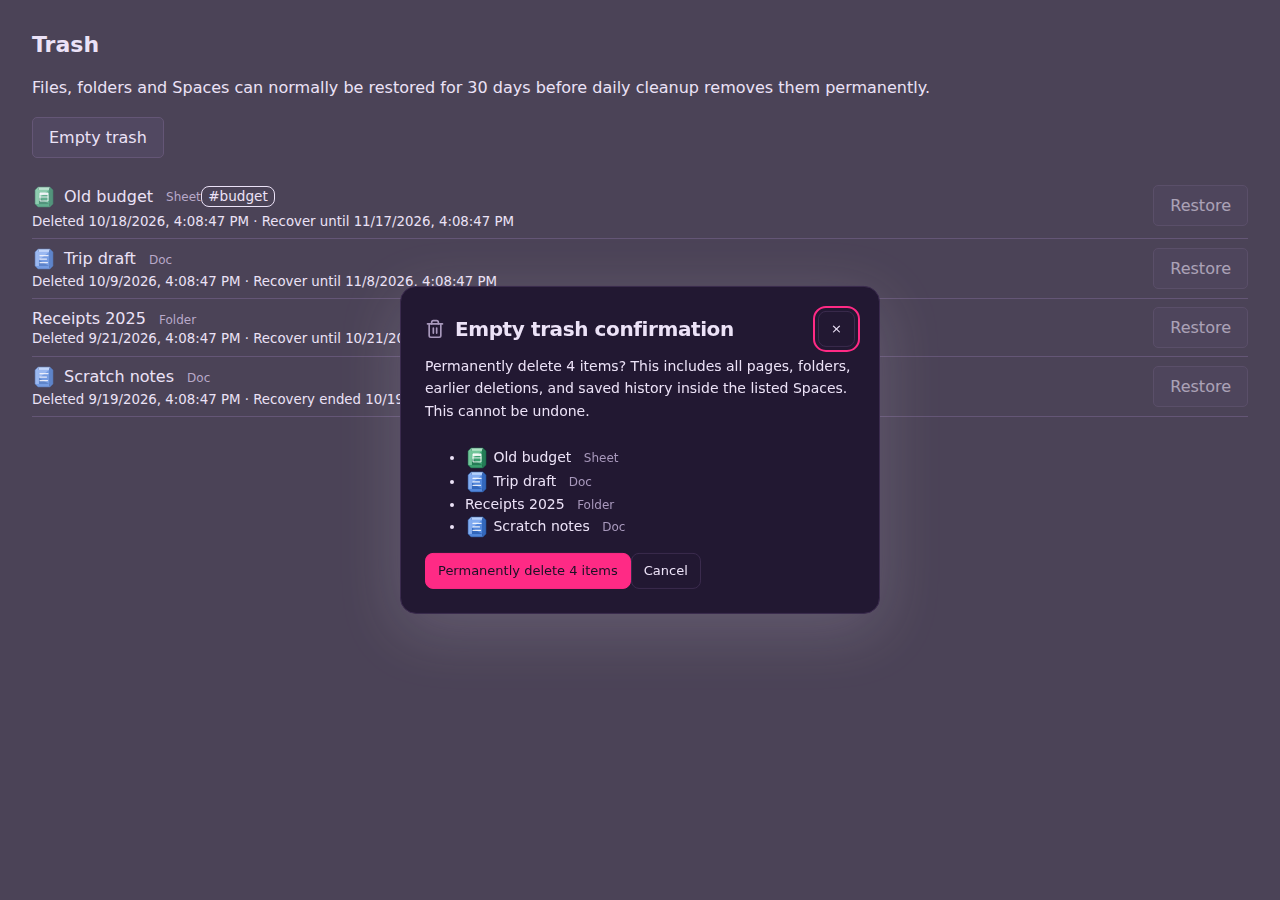 Trash
Files, folders and Spaces can normally be restored for 30 days before daily cleanup removes them permanently.
Empty trash
Old budget Sheet #budget
Restore
Deleted 10/18/2026, 4:08:47 PM · Recover until 11/17/2026, 4:08:47 PM
Trip draft Doc
Restore
Deleted 10/9/2026, 4:08:47 PM · Recover until 11/8/2026, 4:08:47 PM
Receipts 2025 Folder
Restore
Deleted 9/21/2026, 4:08:47 PM · Recover until 10/21/20
Scratch notes Doc
Restore
Deleted 9/19/2026, 4:08:47 PM · Recovery ended 10/19
Empty trash confirmation
×
Permanently delete 4 items? This includes all pages, folders,
earlier deletions, and saved history inside the listed Spaces.
This cannot be undone.
• Old budget Sheet
• Trip draft Doc
• Receipts 2025 Folder
• Scratch notes Doc
Permanently delete 4 items
Cancel